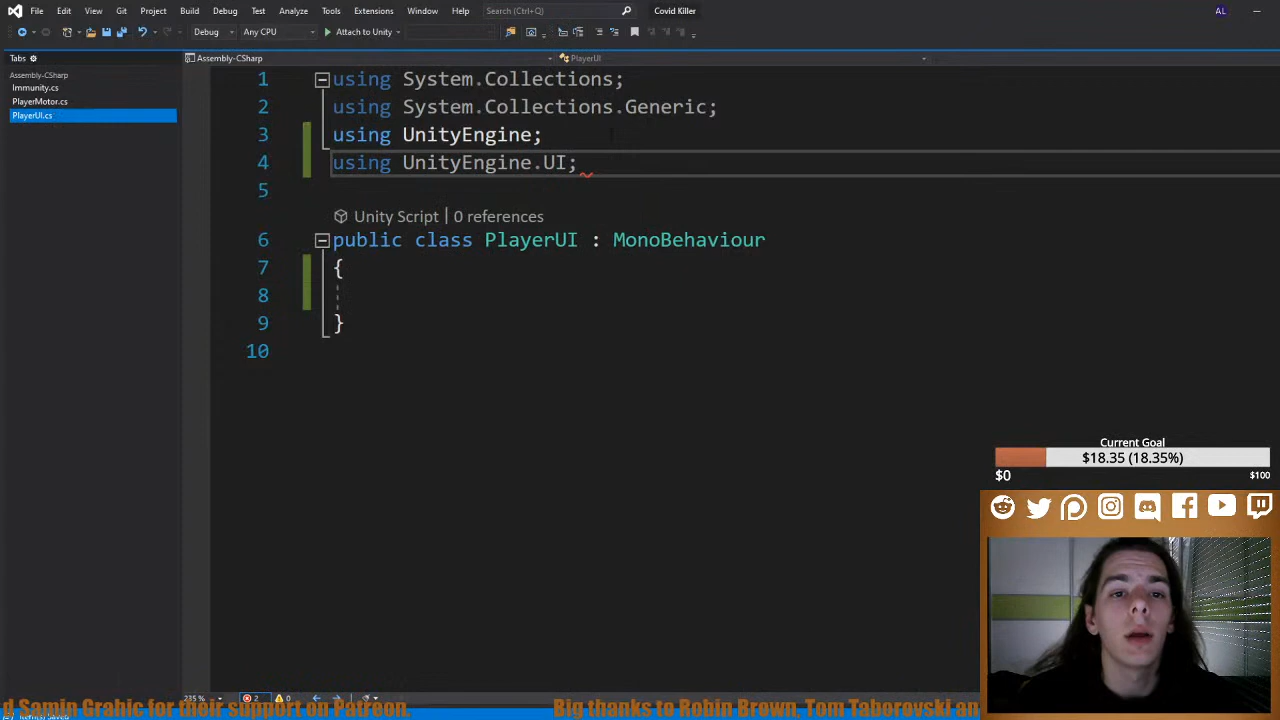 File Edit View Git Project Build Debug Test Analyze Tools Extensions Window Help Search (Ctrl+Q) Covid Killer AL
Debug Any CPU Attach to Unity
Tabs
Assembly-CSharp PlayerUI
Assembly-CSharp
Immunity.cs
PlayerMotor.cs
PlayerUI.cs
1 using System.Collections;
2 using System.Collections.Generic;
3 using UnityEngine;
4 using UnityEngine.UI;
5
Unity Script | 0 references
6 public class PlayerUI : MonoBehaviour
7 {
8
9 }
10
Current Goal
$18.35 (18.35%)
$0 $100
235 % 2 0
d Samin Grahic for their support on Patreon. Big thanks to Robin Brown, Tom Taborovski an